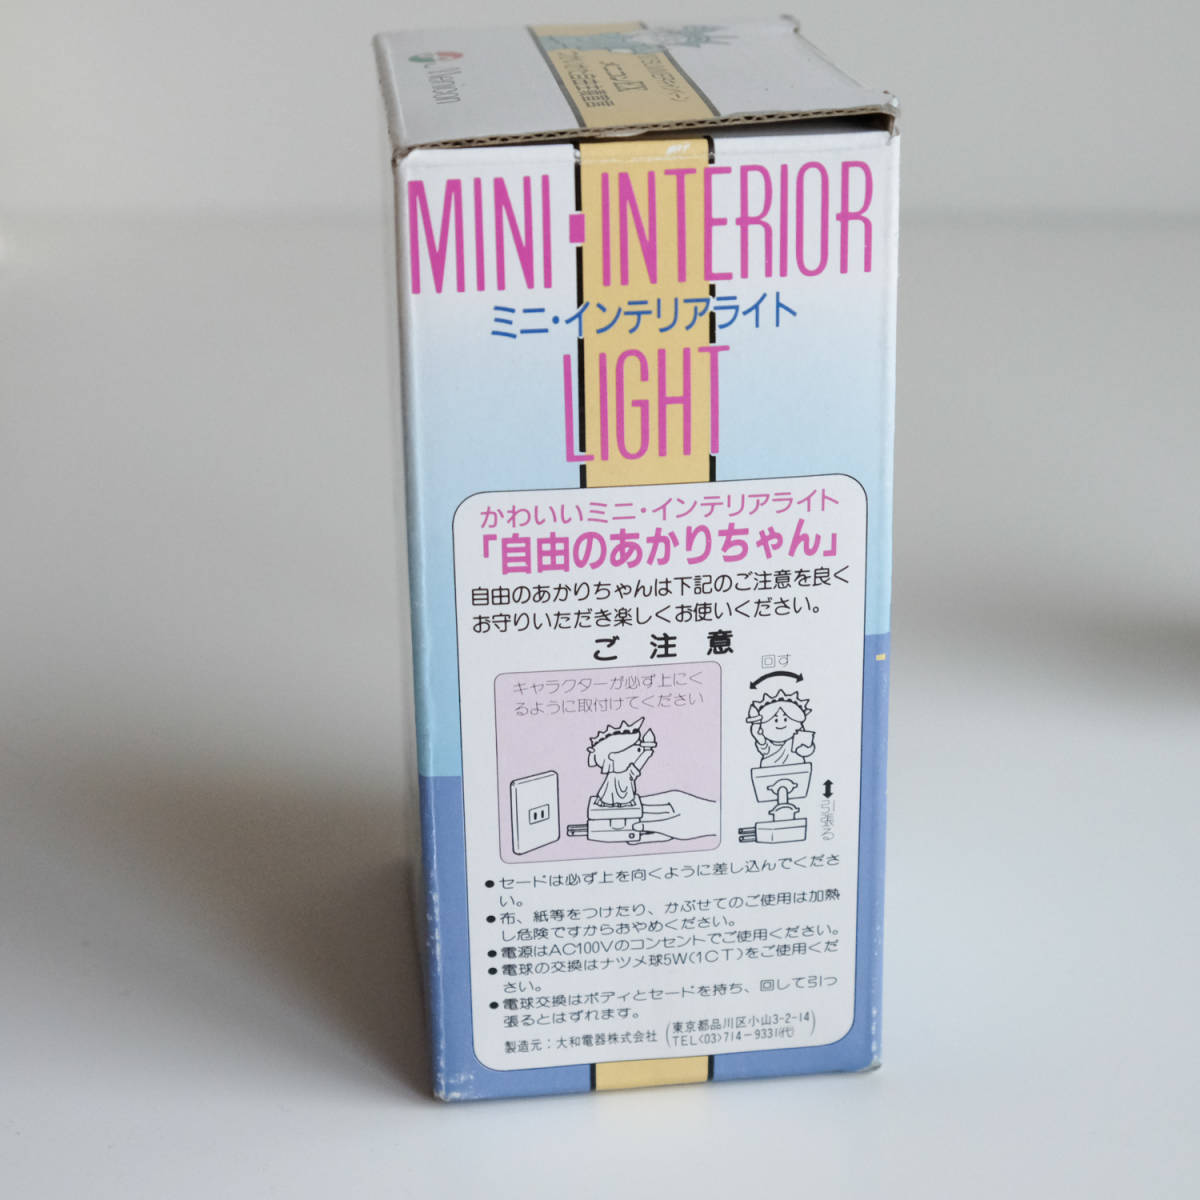 Menicon
メニコンEX
MINI·INTERIOR
ミニ・インテリアライト
LIGHT
かわいいミニ・インテリアライト
「自由のあかりちゃん」
自由のあかりちゃんは下記のご注意を良く
お守りいただき楽しくお使いください。
ご注意
キャラクターが必ず上にく
るように取付けてください
回す
引張る
●セードは必ず上を向くように差し込んでくださ
い。
●布、紙等をつけたり、かぶせてのご使用は加熱
し危険ですからおやめください。
●電源はAC100Vのコンセントでご使用ください。
●電球の交換はナツメ球5W(1CT)をご使用くだ
さい。
●電球交換はボディとセードを持ち、回して引っ
張るとはずれます。
製造元:大和電器株式会社 (東京都品川区小山3-2-14
TEL<03>714-9331(代))